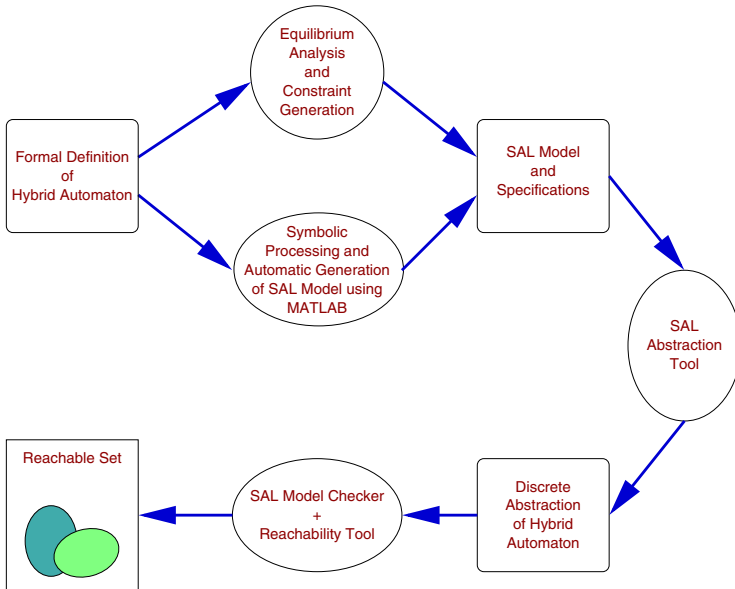 Equilibrium
Analysis
and
Constraint
Generation
Formal Definition
of
Hybrid Automaton
SAL Model
and
Specifications
Symbolic
Processing and
Automatic Generation
of SAL Model using
MATLAB
SAL
Abstraction
Tool
Reachable Set
SAL Model Checker
+
Reachability Tool
Discrete
Abstraction
of Hybrid
Automaton